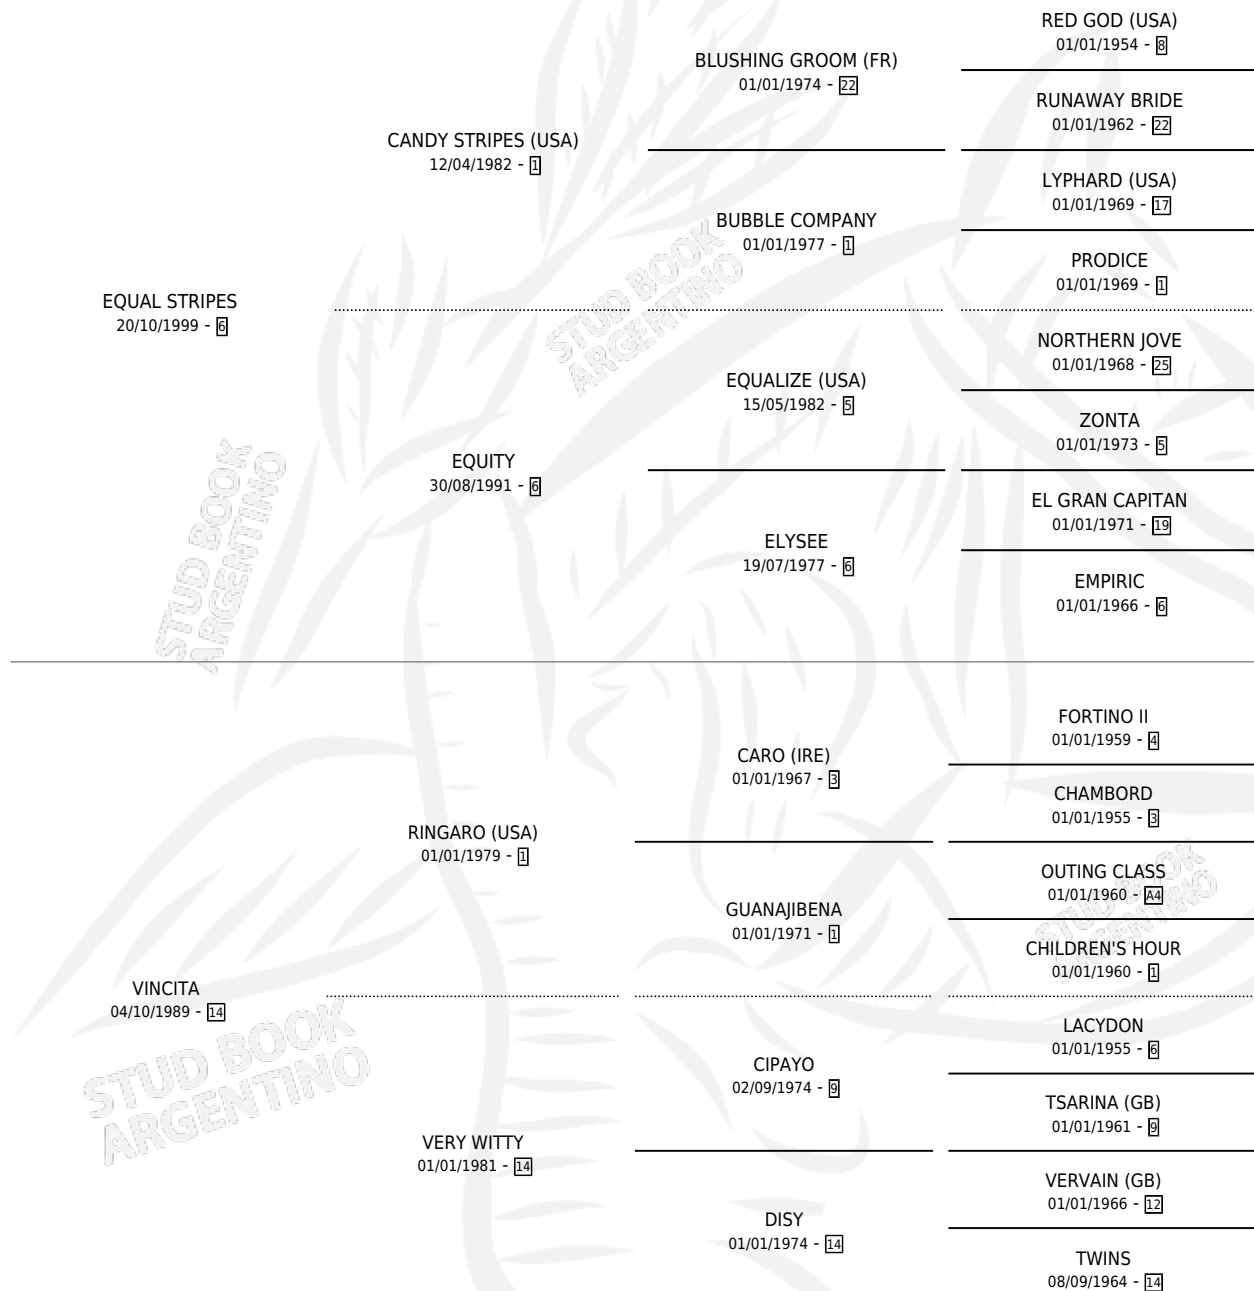 RED GOD (USA)
01/01/1954 - 8
BLUSHING GROOM (FR)
01/01/1974 - 22
RUNAWAY BRIDE
01/01/1962 - 22
CANDY STRIPES (USA)
12/04/1982 - 1
LYPHARD (USA)
01/01/1969 - 17
BUBBLE COMPANY
01/01/1977 - 1
PRODICE
01/01/1969 - 1
EQUAL STRIPES
20/10/1999 - 6
NORTHERN JOVE
01/01/1968 - 25
EQUALIZE (USA)
15/05/1982 - 5
ZONTA
01/01/1973 - 5
EQUITY
30/08/1991 - 6
EL GRAN CAPITAN
01/01/1971 - 19
ELYSEE
19/07/1977 - 6
EMPIRIC
01/01/1966 - 6
STUD BOOK
ARGENTINO
STUD BOOK
ARGENTINO
FORTINO II
01/01/1959 - 4
CARO (IRE)
01/01/1967 - 3
CHAMBORD
01/01/1955 - 3
RINGARO (USA)
01/01/1979 - 1
OUTING CLASS
01/01/1960 - A4
GUANAJIBENA
01/01/1971 - 1
CHILDREN'S HOUR
01/01/1960 - 1
VINCITA
04/10/1989 - 14
LACYDON
01/01/1955 - 6
CIPAYO
02/09/1974 - 9
TSARINA (GB)
01/01/1961 - 9
VERY WITTY
01/01/1981 - 14
VERVAIN (GB)
01/01/1966 - 12
DISY
01/01/1974 - 14
TWINS
08/09/1964 - 14
STUD BOOK
ARGENTINO
STUD BOOK
ARGENTINO